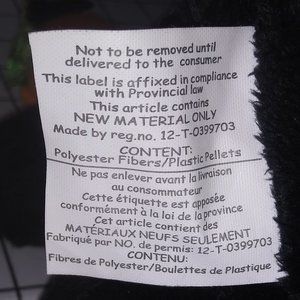 Not to be removed until
delivered to the consumer
This label is affixed in compliance
with Provincial law
This article contains
NEW MATERIAL ONLY
Made by reg.no. 12-T-0399703
CONTENT:
Polyester Fibers/Plastic Pellets
Ne pas enlever avant la livraison
au consommateur
Cette étiquette est apposée
conformément à la loi de la province
Cet article contient des
MATÉRIAUX NEUFS SEULEMENT
Fabriqué par NO. de permis: 12-T-0399703
CONTENU:
Fibres de Polyester/Boulettes de Plastique